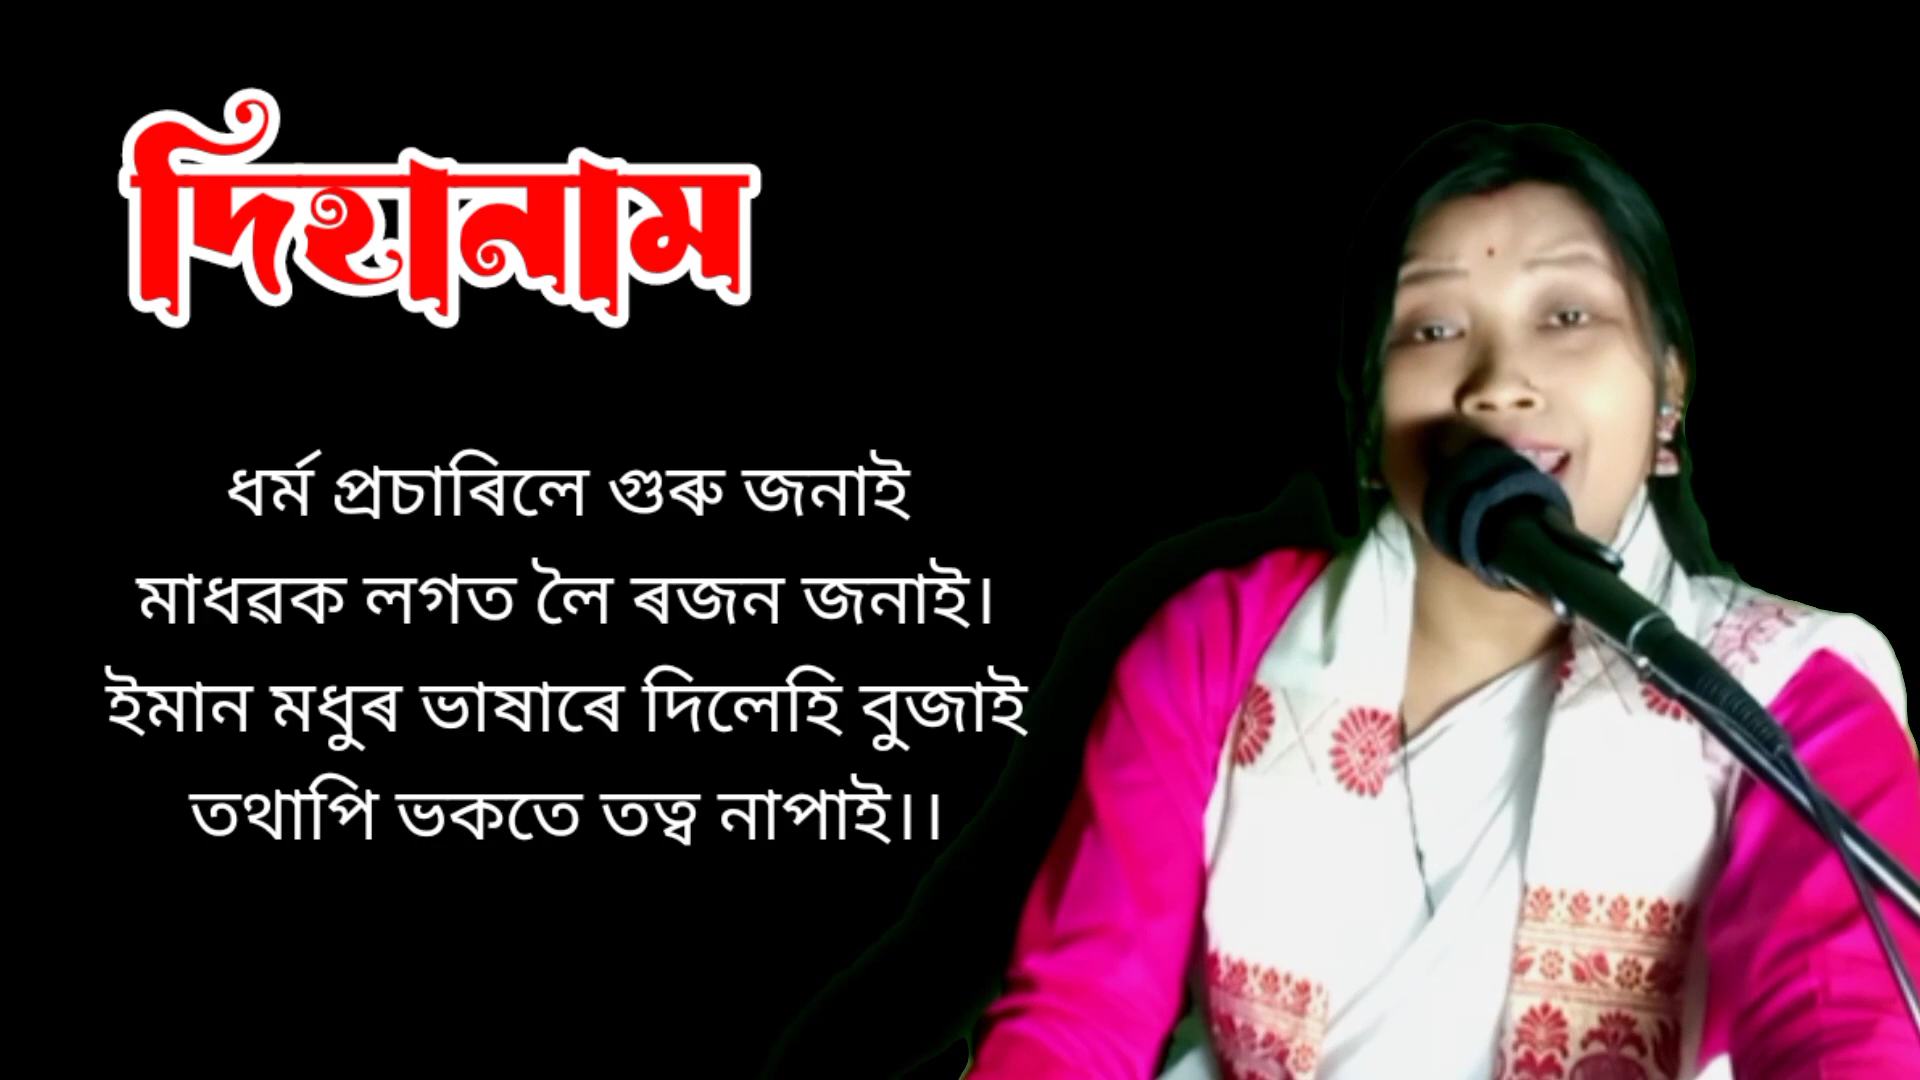 দিহানাম
ধৰ্ম প্ৰচাৰিলে গুৰু জনাই
মাধৱক লগত লৈ ৰজন জনাই।
ইমান মধুৰ ভাষাৰে দিলেহি বুজাই
তথাপি ভকতে তত্ব নাপাই।।